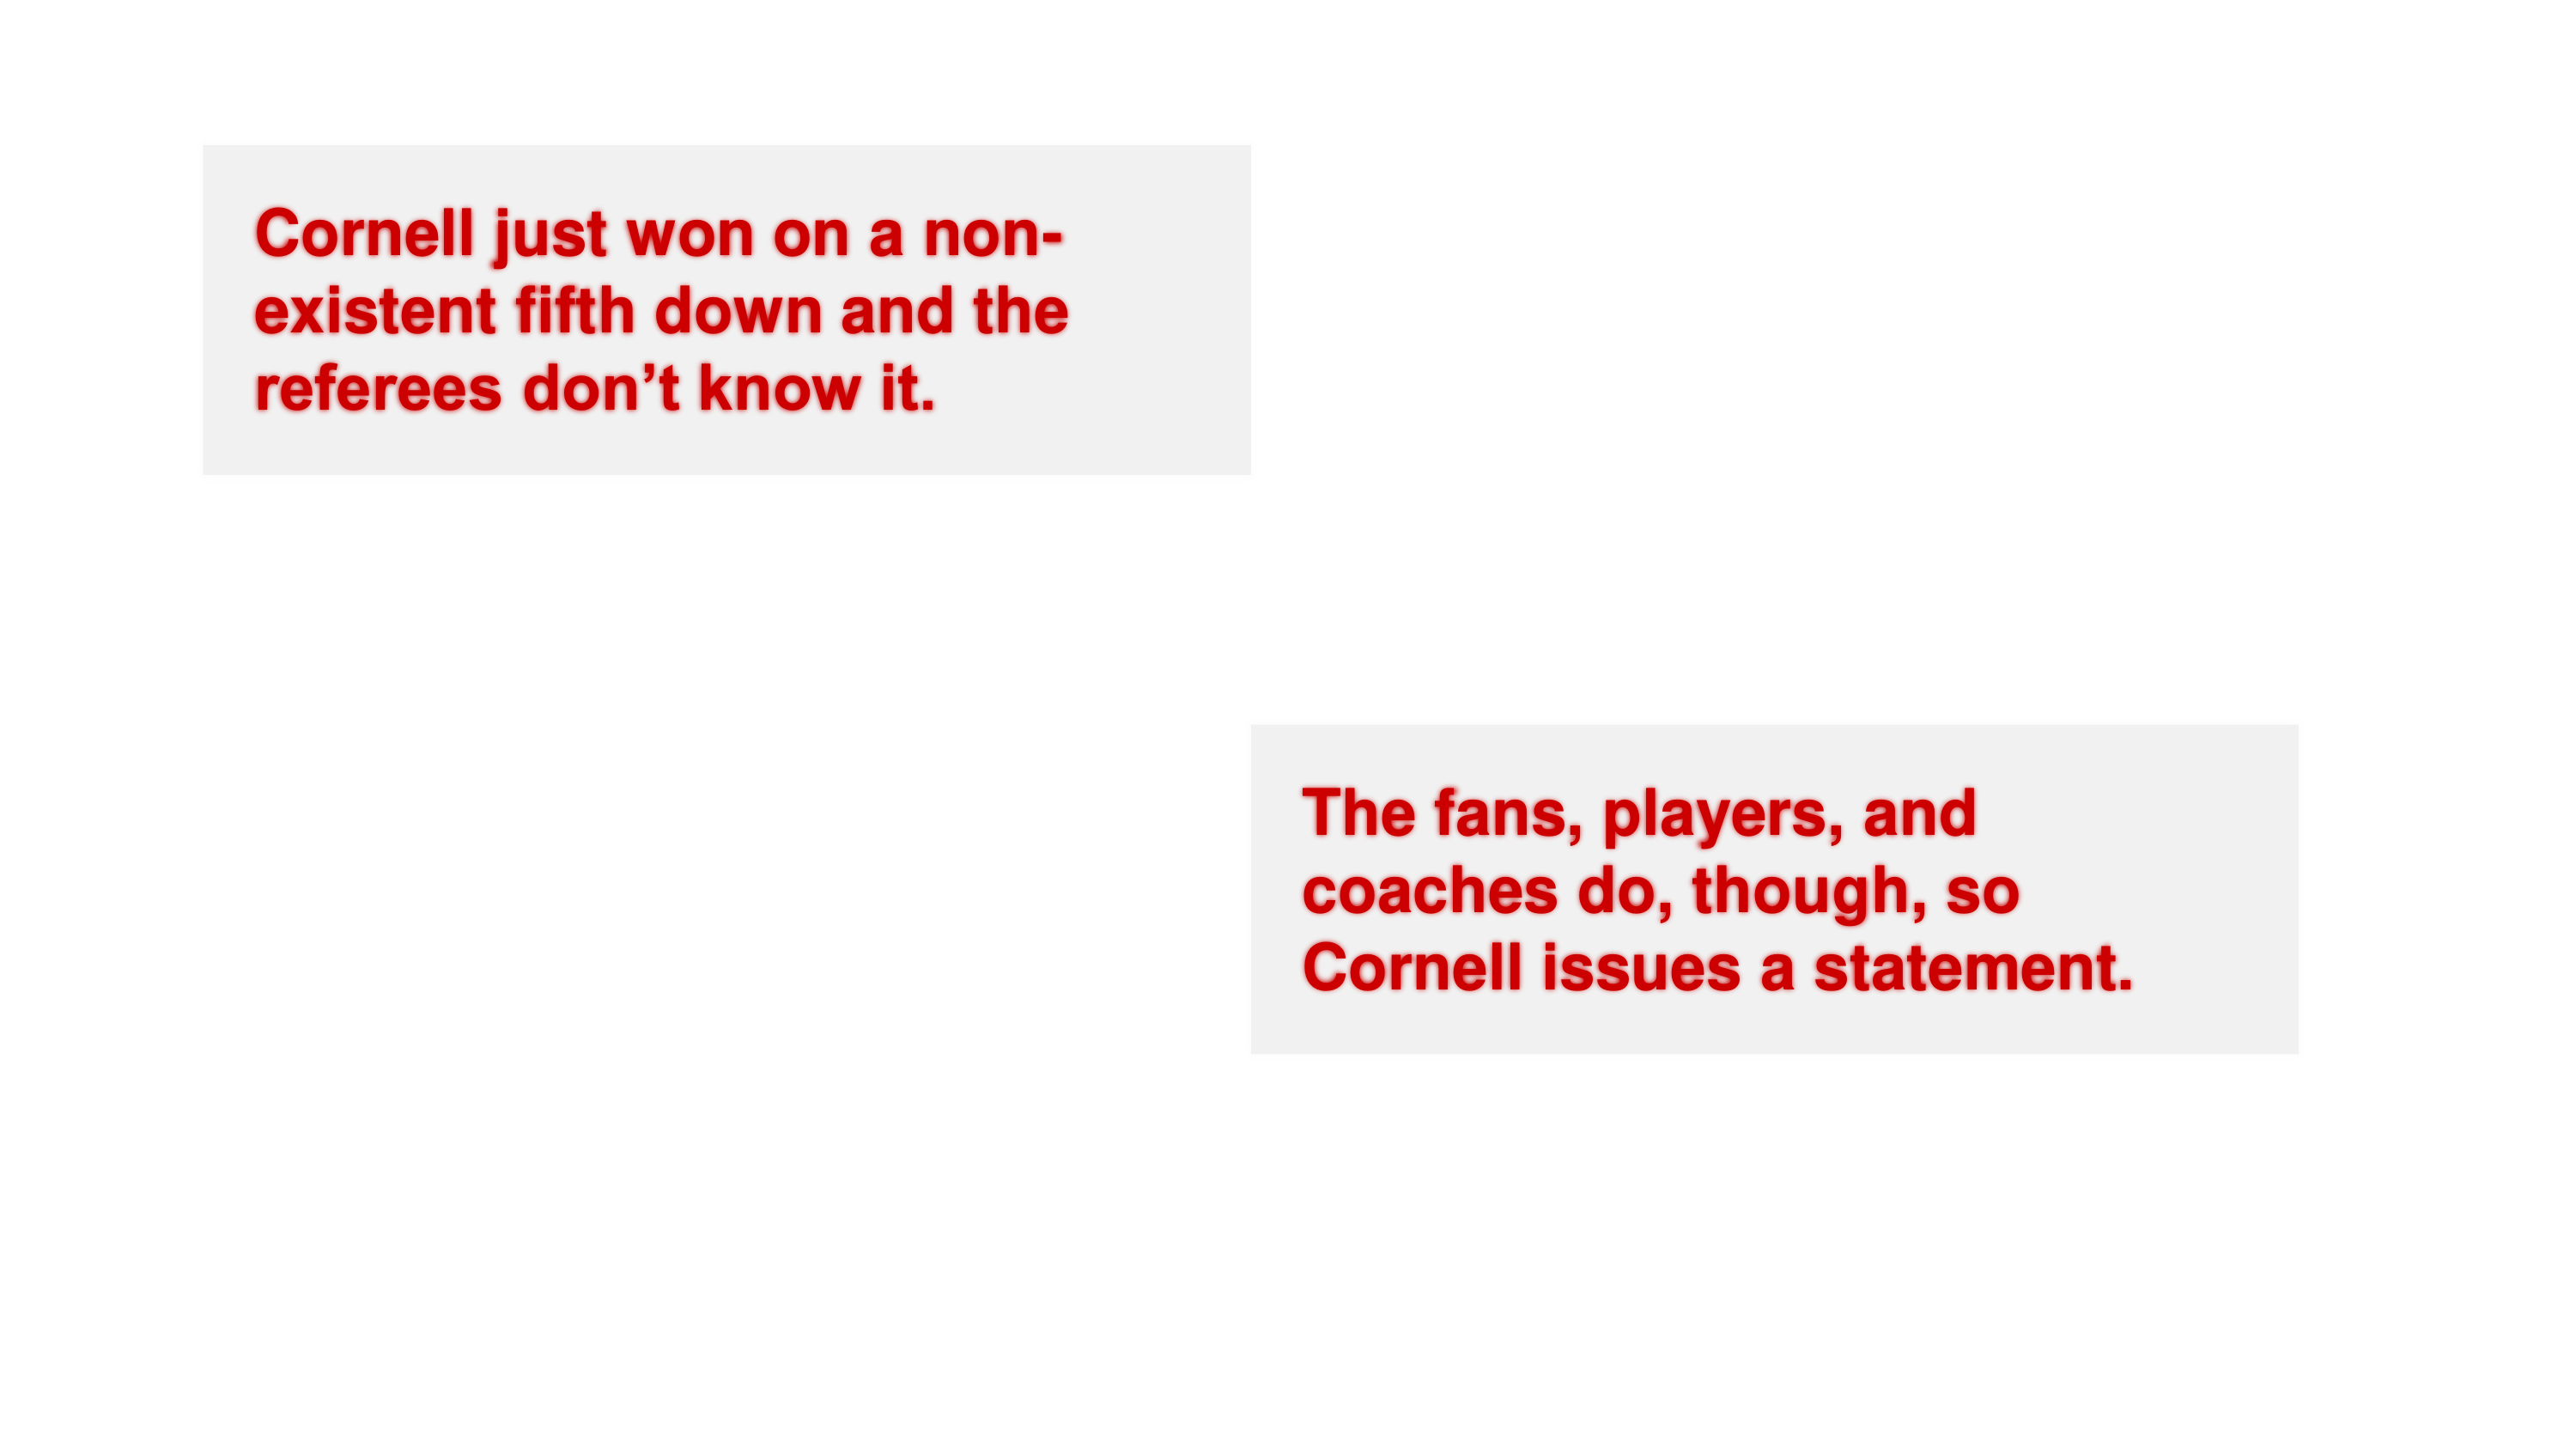 Cornell just won on a non-
existent fifth down and the
referees don’t know it.
The fans, players, and
coaches do, though, so
Cornell issues a statement.